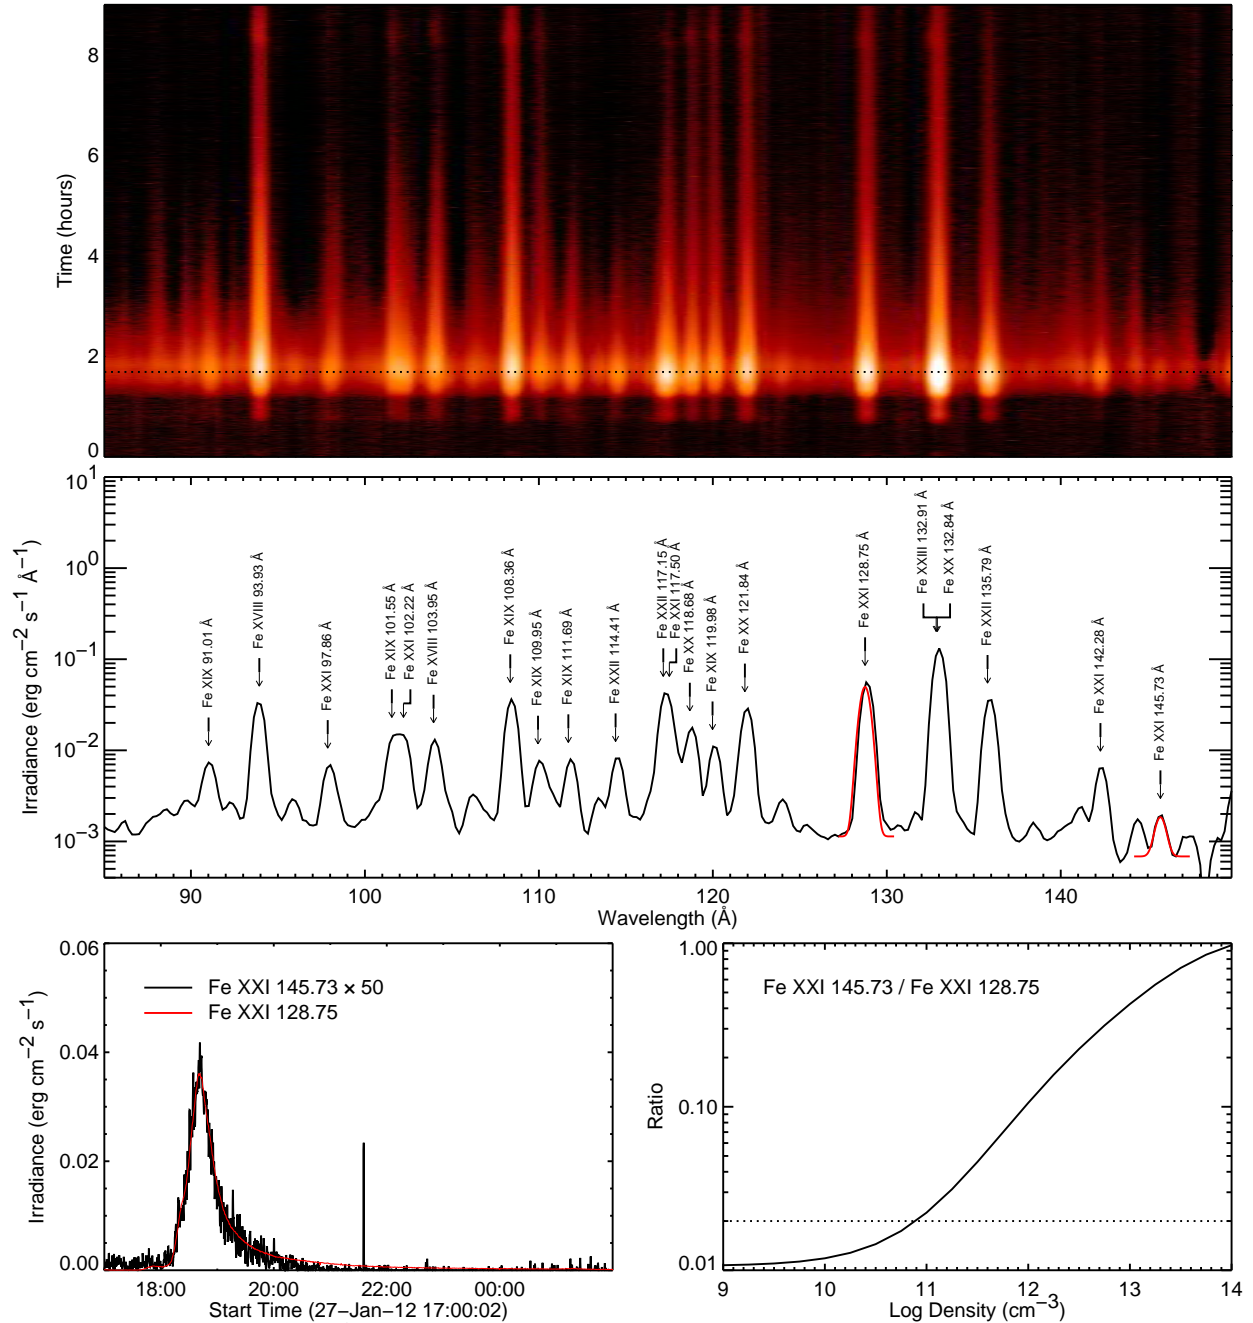 8
6
4
2
0
Time (hours)
10^1
10^0
10^−1
10^−2
10^−3
Irradiance (erg cm^−2 s^−1 Å^−1)
Fe XIX 91.01 Å
Fe XVIII 93.93 Å
Fe XXI 97.86 Å
Fe XIX 101.55 Å
Fe XXI 102.22 Å
Fe XVIII 103.95 Å
Fe XIX 108.36 Å
Fe XIX 109.95 Å
Fe XIX 111.69 Å
Fe XXII 114.41 Å
Fe XXII 117.15 Å
Fe XXI 117.50 Å
Fe XX 118.68 Å
Fe XIX 119.98 Å
Fe XX 121.84 Å
Fe XXI 128.75 Å
Fe XXIII 132.91 Å
Fe XX 132.84 Å
Fe XXII 135.79 Å
Fe XXI 142.28 Å
Fe XXI 145.73 Å
90 100 110 120 130 140
Wavelength (Å)
0.06
0.04
0.02
0.00
Irradiance (erg cm^−2 s^−1)
Fe XXI 145.73 × 50
Fe XXI 128.75
18:00 20:00 22:00 00:00
Start Time (27−Jan−12 17:00:02)
1.00
0.10
0.01
Ratio
Fe XXI 145.73 / Fe XXI 128.75
9 10 11 12 13 14
Log Density (cm^−3)